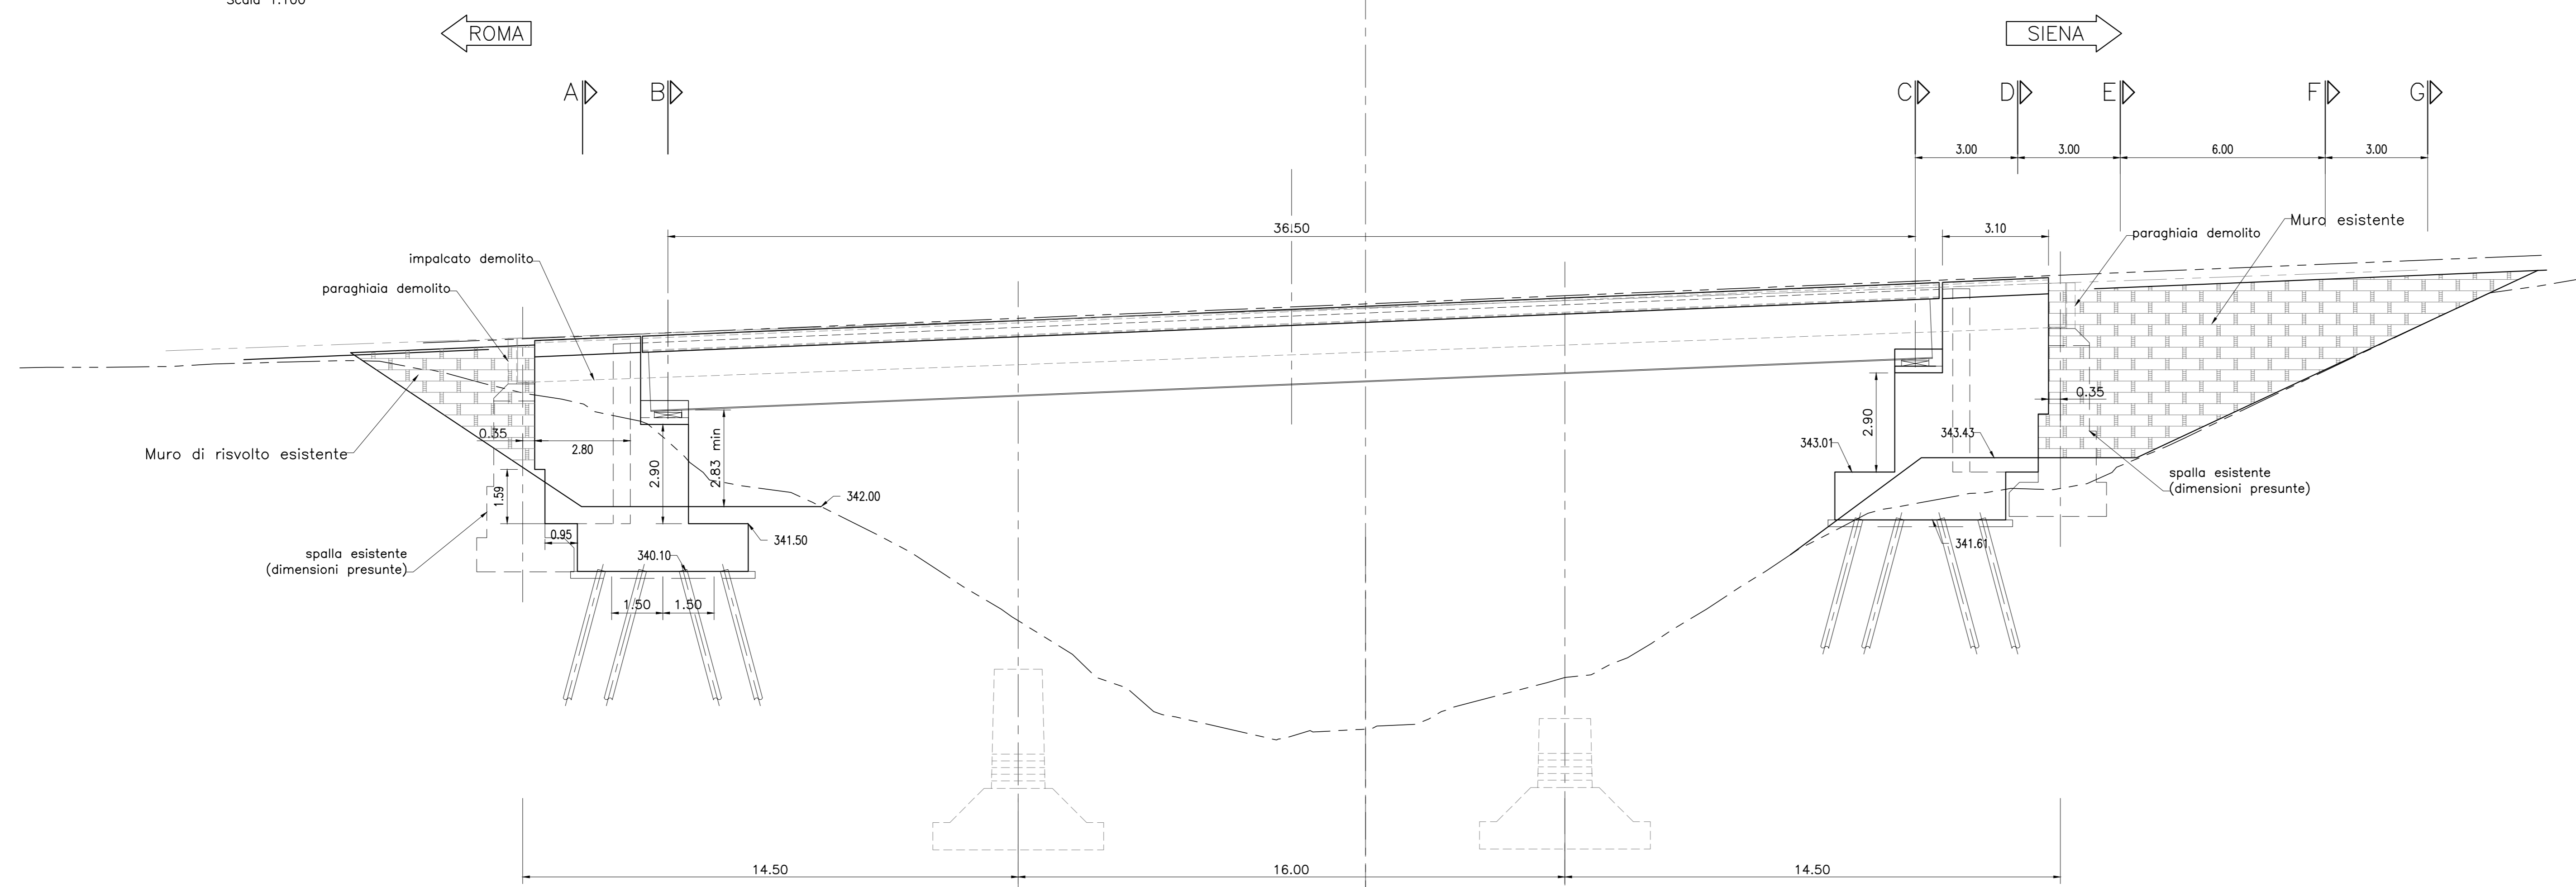 Scala 1:100
ROMA
SIENA
A
B
C
D
E
F
G
3.00
3.00
6.00
3.00
36.50
3.10
Muro esistente
paraghiaia demolito
impalcato demolito
paraghiaia demolito
0.35
0.35
2.80
Muro di risvolto esistente
2.90
2.83 min
2.90
343.01
343.43
1.59
342.00
spalla esistente
(dimensioni presunte)
0.95
341.50
341.61
spalla esistente
(dimensioni presunte)
340.10
1.50
1.50
14.50
16.00
14.50